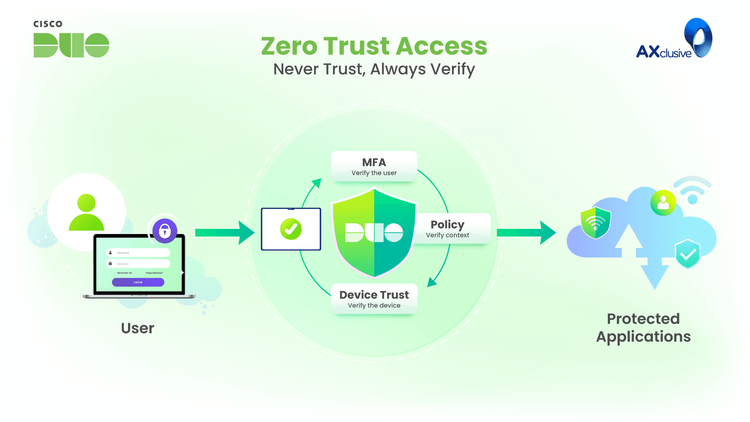 CISCO
DUO
Zero Trust Access
Never Trust, Always Verify
AXclusive
MFA
Verify the user
DUO
Policy
Verify context
Device Trust
Verify the device
User
Protected
Applications